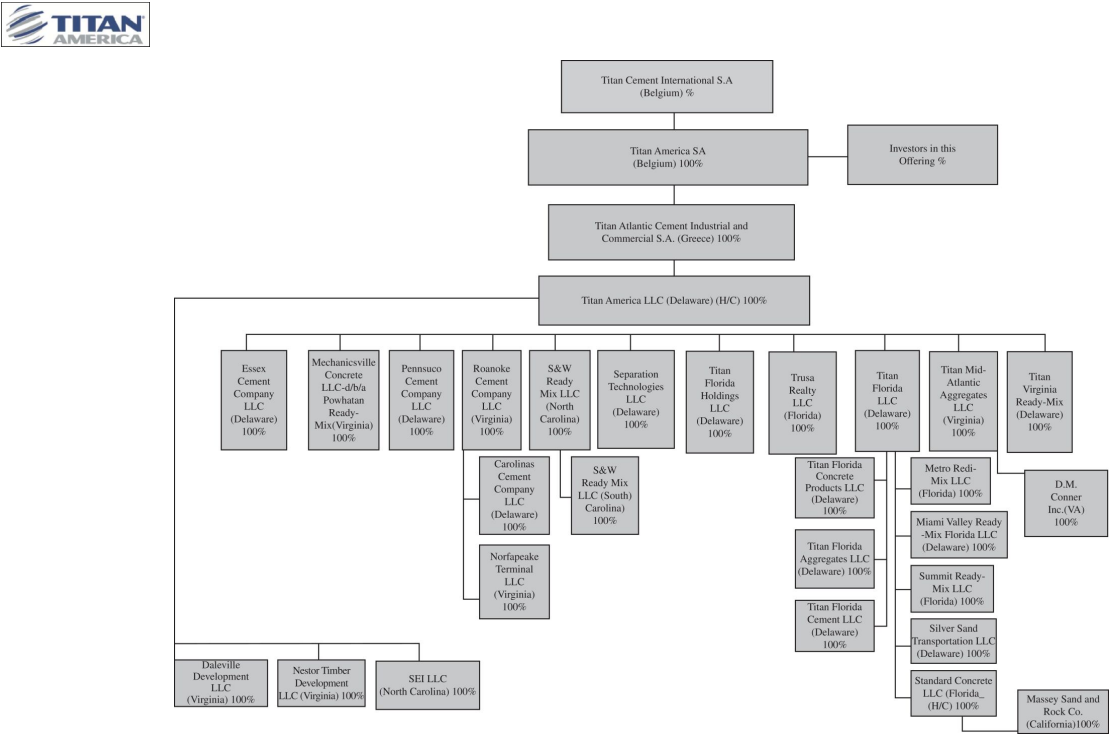 TITAN
AMERICA
Titan Cement International S.A
(Belgium) %
Titan America SA
(Belgium) 100%
Investors in this
Offering %
Titan Atlantic Cement Industrial and
Commercial S.A. (Greece) 100%
Titan America LLC (Delaware) (H/C) 100%
Essex
Cement
Company
LLC
(Delaware)
100%
Mechanicsville
Concrete
LLC-d/b/a
Powhatan
Ready-
Mix(Virginia)
100%
Pennsuco
Cement
Company
LLC
(Delaware)
100%
Roanoke
Cement
Company
LLC
(Virginia)
100%
S&W
Ready
Mix LLC
(North
Carolina)
100%
Separation
Technologies
LLC
(Delaware)
100%
Titan
Florida
Holdings
LLC
(Delaware)
100%
Trusa
Realty
LLC
(Florida)
100%
Titan
Florida
LLC
(Delaware)
100%
Titan Mid-
Atlantic
Aggregates
LLC
(Virginia)
100%
Titan
Virginia
Ready-Mix
(Delaware)
100%
Carolinas
Cement
Company
LLC
(Delaware)
100%
S&W
Ready Mix
LLC (South)
Carolina)
100%
Titan Florida
Concrete
Products LLC
(Delaware)
100%
Metro Redi-
Mix LLC
(Florida) 100%
D.M.
Conner
Inc.(VA)
100%
Miami Valley Ready
-Mix Florida LLC
(Delaware) 100%
Norfapeake
Terminal
LLC
(Virginia)
100%
Titan Florida
Aggregates LLC
(Delaware) 100%
Summit Ready-
Mix LLC
(Florida) 100%
Titan Florida
Cement LLC
(Delaware)
100%
Silver Sand
Transportation LLC
(Delaware) 100%
Daleville
Development
LLC
(Virginia) 100%
Nestor Timber
Development
LLC (Virginia) 100%
SEI LLC
(North Carolina) 100%
Standard Concrete
LLC (Florida_
(H/C) 100%
Massey Sand and
Rock Co.
(California)100%